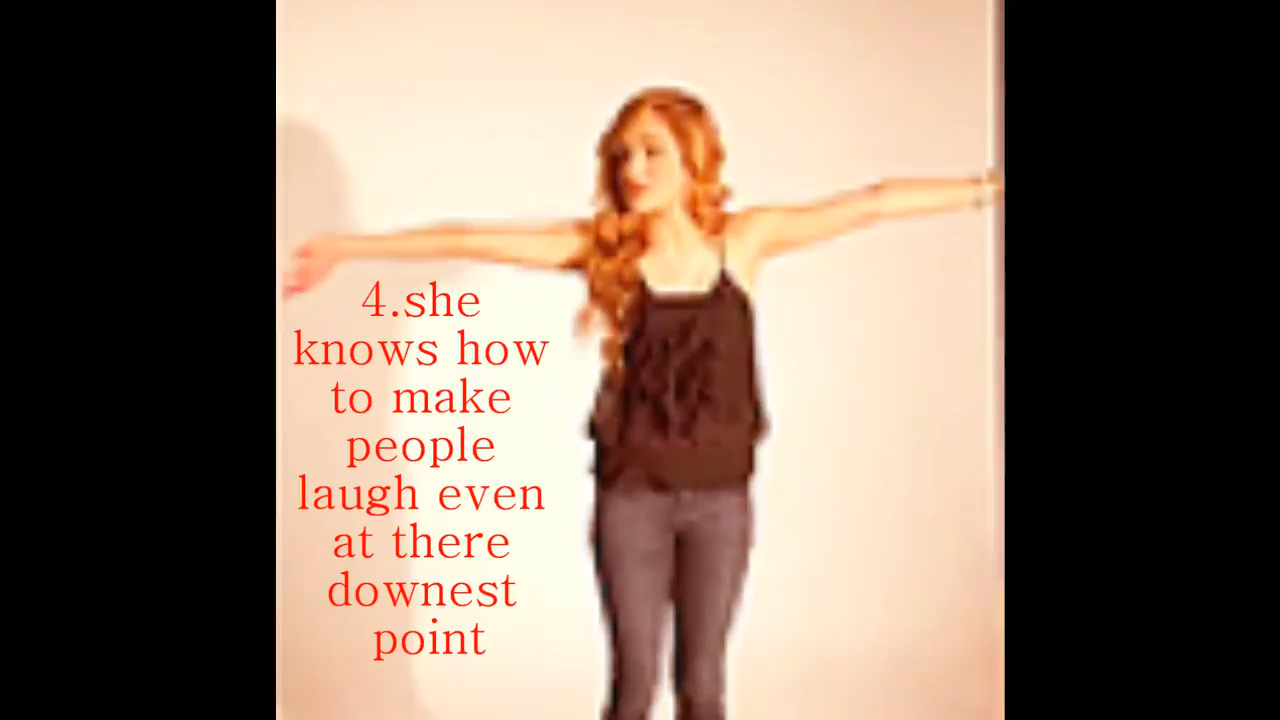 4.she
knows how
to make
people
laugh even
at there
downest
point